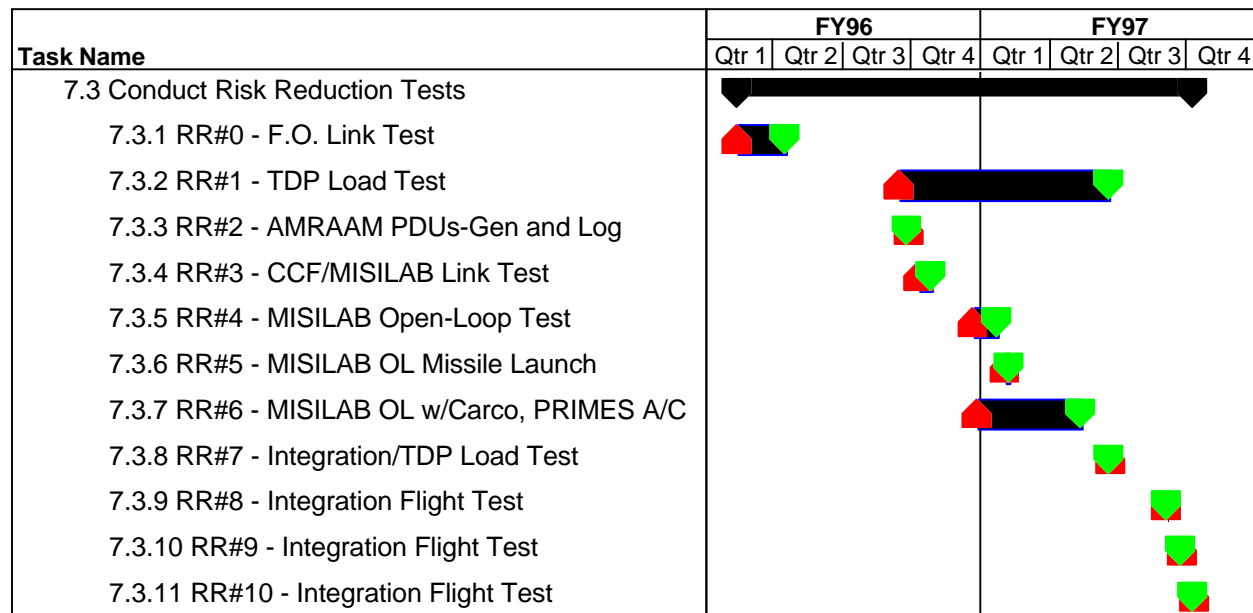 FY96 FY97
Task Name Qtr 1 Qtr 2 Qtr 3 Qtr 4 Qtr 1 Qtr 2 Qtr 3 Qtr 4
7.3 Conduct Risk Reduction Tests
7.3.1 RR#0 - F.O. Link Test
7.3.2 RR#1 - TDP Load Test
7.3.3 RR#2 - AMRAAM PDUs-Gen and Log
7.3.4 RR#3 - CCF/MISILAB Link Test
7.3.5 RR#4 - MISILAB Open-Loop Test
7.3.6 RR#5 - MISILAB OL Missile Launch
7.3.7 RR#6 - MISILAB OL w/Carco, PRIMES A/C
7.3.8 RR#7 - Integration/TDP Load Test
7.3.9 RR#8 - Integration Flight Test
7.3.10 RR#9 - Integration Flight Test
7.3.11 RR#10 - Integration Flight Test